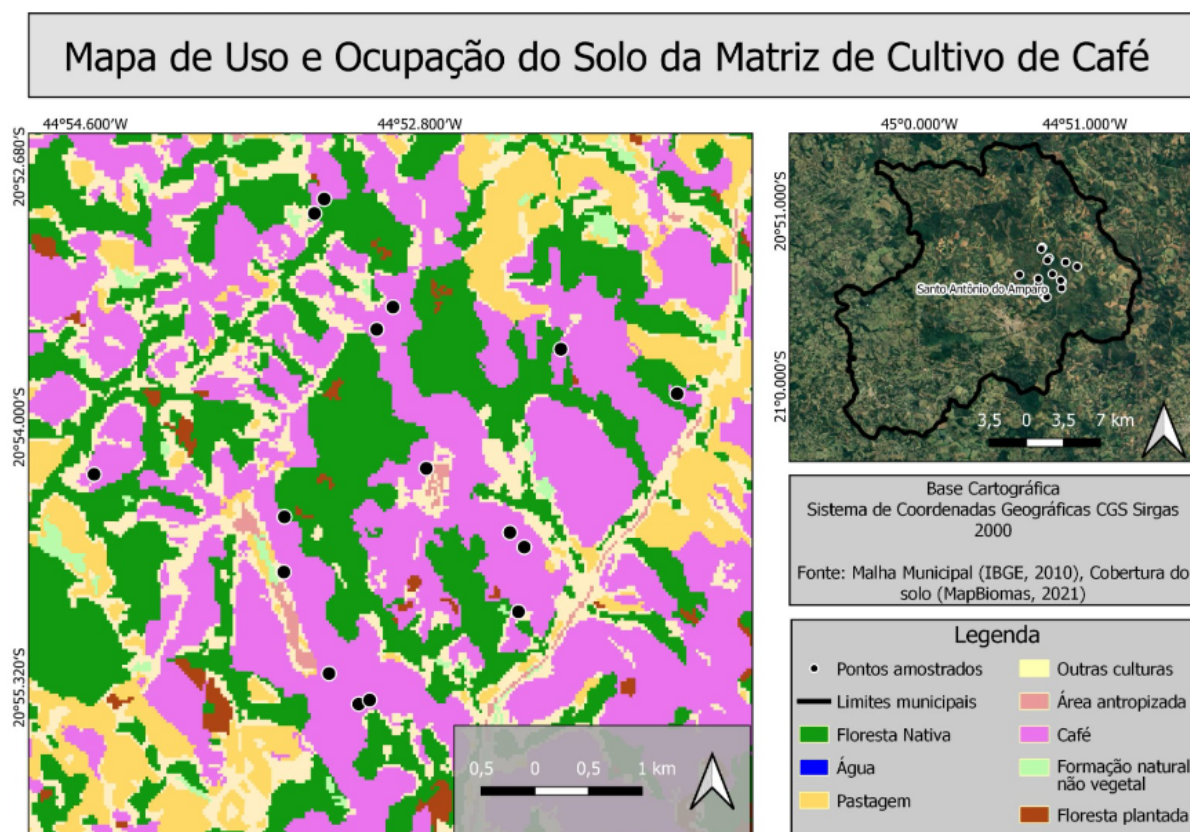 Mapa de Uso e Ocupação do Solo da Matriz de Cultivo de Café
44°54.600'W
44°52.800'W
20°52.680'S
20°54.000'S
20°55.320'S
0,5 0 0,5 1 km
45°0.000'W
44°51.000'W
20°51.000'S
21°0.000'S
Santo Antônio do Amparo
3,5 0 3,5 7 km
Base Cartográfica
Sistema de Coordenadas Geográficas CGS Sirgas
2000
Fonte: Malha Municipal (IBGE, 2010), Cobertura do
solo (MapBiomas, 2021)
Legenda
Pontos amostrados
Limites municipais
Floresta Nativa
Água
Pastagem
Outras culturas
Área antropizada
Café
Formação natural
não vegetal
Floresta plantada